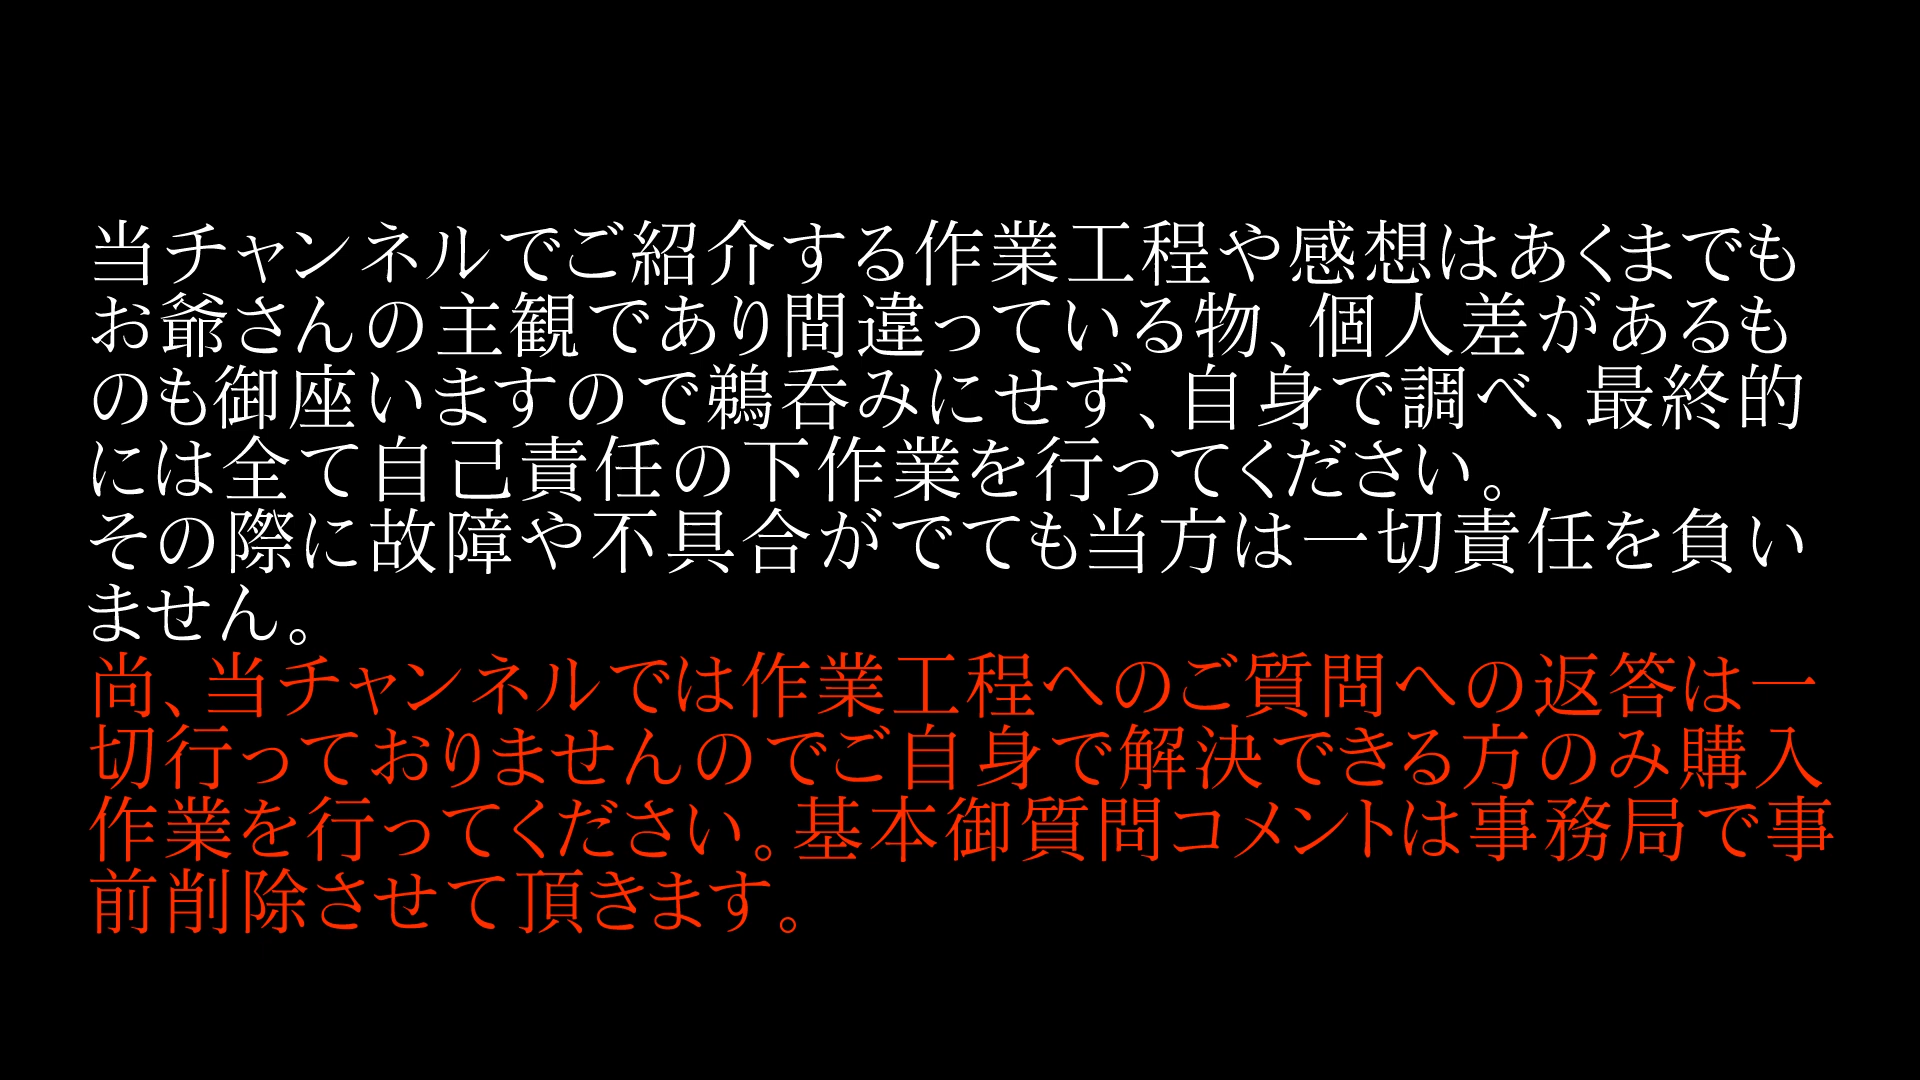 当チャンネルでご紹介する作業工程や感想はあくまでも
お爺さんの主観であり間違っている物、個人差があるも
のも御座いますので鵜呑みにせず、自身で調べ、最終的
には全て自己責任の下作業を行ってください。
その際に故障や不具合がでても当方は一切責任を負い
ません。
尚、当チャンネルでは作業工程へのご質問への返答は一
切行っておりませんのでご自身で解決できる方のみ購入
作業を行ってください。基本御質問コメントは事務局で事
前削除させて頂きます。